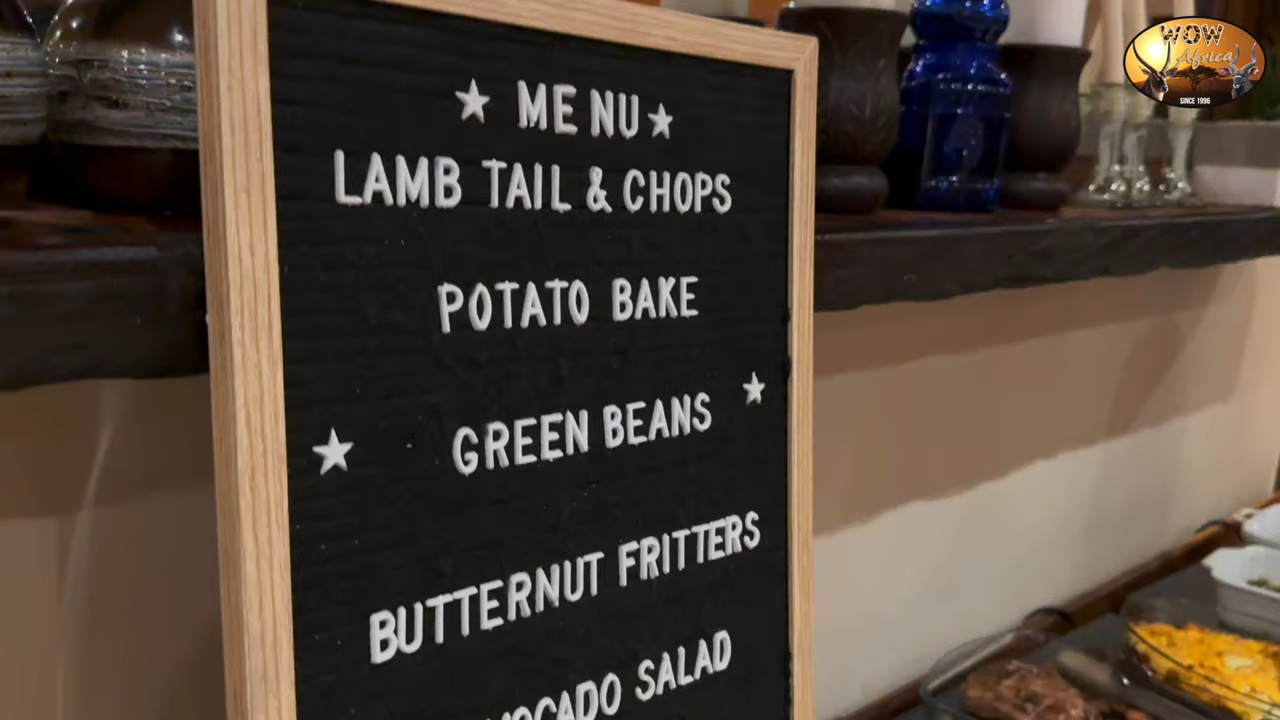 ★ MENU ★
LAMB TAIL & CHOPS
POTATO BAKE
GREEN BEANS
BUTTERNUT FRITTERS
SALAD
WOW
Africa
SINCE 1996